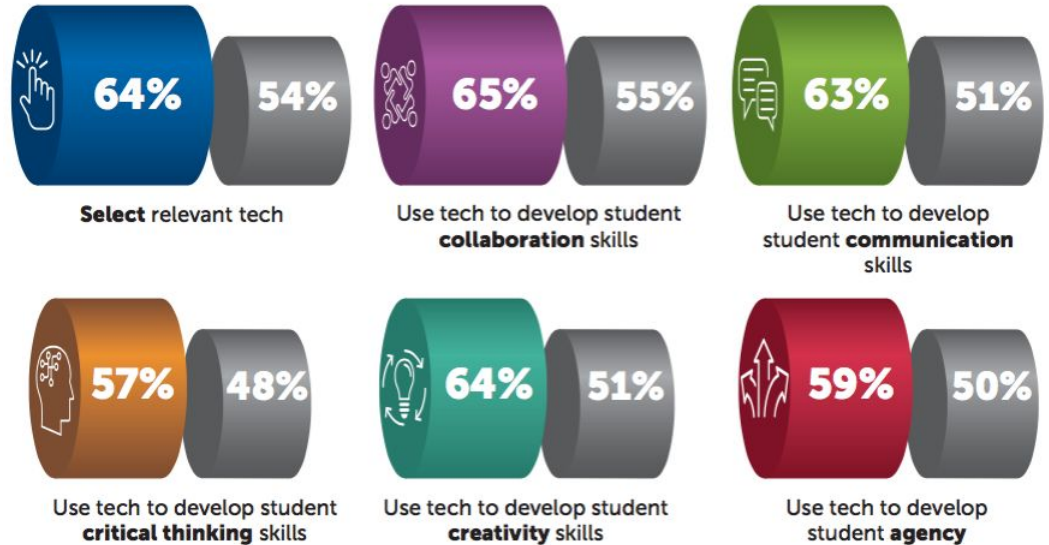 64%
54%
Select relevant tech
65%
55%
Use tech to develop student
collaboration skills
63%
51%
Use tech to develop
student communication
skills
57%
48%
Use tech to develop student
critical thinking skills
64%
51%
Use tech to develop student
creativity skills
59%
50%
Use tech to develop
student agency